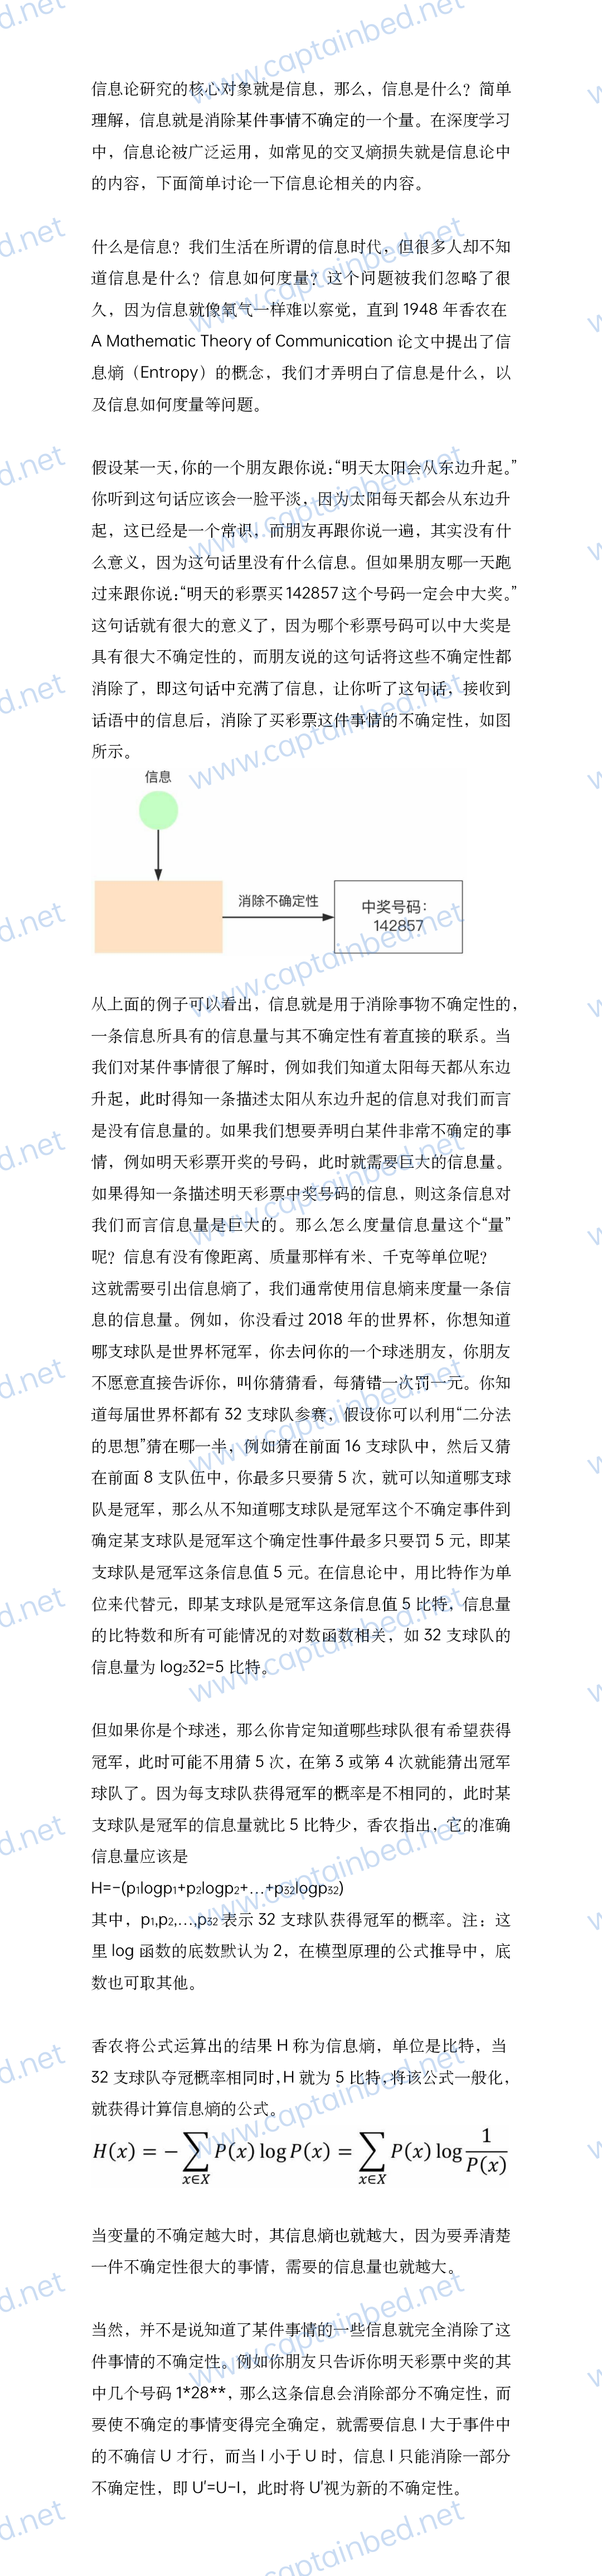 信息论研究的核心对象就是信息，那么，信息是什么？简单
理解，信息就是消除某件事情不确定的一个量。在深度学习
中，信息论被广泛运用，如常见的交叉熵损失就是信息论中
的内容，下面简单讨论一下信息论相关的内容。
什么是信息？我们生活在所谓的信息时代，但很多人却不知
道信息是什么？信息如何度量？这个问题被我们忽略了很
久，因为信息就像氧气一样难以察觉，直到 1948 年香农在
A Mathematic Theory of Communication 论文中提出了信
息熵（Entropy）的概念，我们才弄明白了信息是什么，以
及信息如何度量等问题。
假设某一天，你的一个朋友跟你说：“明天太阳会从东边升起。”
你听到这句话应该会一脸平淡，因为太阳每天都会从东边升
起，这已经是一个常识，而朋友再跟你说一遍，其实没有什
么意义，因为这句话里没有什么信息。但如果朋友哪一天跑
过来跟你说：“明天的彩票买 142857 这个号码一定会中大奖。”
这句话就有很大的意义了，因为哪个彩票号码可以中大奖是
具有很大不确定性的，而朋友说的这句话将这些不确定性都
消除了，即这句话中充满了信息，让你听了这句话，接收到
话语中的信息后，消除了买彩票这件事情的不确定性，如图
所示。
信息
消除不确定性
中奖号码：
142857
从上面的例子可以看出，信息就是用于消除事物不确定性的，
一条信息所具有的信息量与其不确定性有着直接的联系。当
我们对某件事情很了解时，例如我们知道太阳每天都从东边
升起，此时得知一条描述太阳从东边升起的信息对我们而言
是没有信息量的。如果我们想要弄明白某件非常不确定的事
情，例如明天彩票开奖的号码，此时就需要巨大的信息量。
如果得知一条描述明天彩票中奖号码的信息，则这条信息对
我们而言信息量是巨大的。那么怎么度量信息量这个“量”
呢？信息有没有像距离、质量那样有米、千克等单位呢？
这就需要引出信息熵了，我们通常使用信息熵来度量一条信
息的信息量。例如，你没看过 2018 年的世界杯，你想知道
哪支球队是世界杯冠军，你去问你的一个球迷朋友，你朋友
不愿意直接告诉你，叫你猜猜看，每猜错一次罚一元。你知
道每届世界杯都有 32 支球队参赛，假设你可以利用“二分法
的思想”猜在哪一半，例如猜在前面 16 支球队中，然后又猜
在前面 8 支队伍中，你最多只要猜 5 次，就可以知道哪支球
队是冠军，那么从不知道哪支球队是冠军这个不确定事件到
确定某支球队是冠军这个确定性事件最多只要罚 5 元，即某
支球队是冠军这条信息值 5 元。在信息论中，用比特作为单
位来代替元，即某支球队是冠军这条信息值 5 比特，信息量
的比特数和所有可能情况的对数函数相关，如 32 支球队的
信息量为 log₂32=5 比特。
但如果你是个球迷，那么你肯定知道哪些球队很有希望获得
冠军，此时可能不用猜 5 次，在第 3 或第 4 次就能猜出冠军
球队了。因为每支球队获得冠军的概率是不相同的，此时某
支球队是冠军的信息量就比 5 比特少，香农指出，它的准确
信息量应该是
H=−(p₁logp₁+p₂logp₂+…+p₃₂logp₃₂)
其中，p₁,p₂,…,p₃₂ 表示 32 支球队获得冠军的概率。注：这
里 log 函数的底数默认为 2，在模型原理的公式推导中，底
数也可取其他。
香农将公式运算出的结果 H 称为信息熵，单位是比特，当
32 支球队夺冠概率相同时，H 就为 5 比特，将该公式一般化，
就获得计算信息熵的公式。
H(x) = − ∑_{x∈X} P(x) log P(x) = ∑_{x∈X} P(x) log 1/P(x)
当变量的不确定越大时，其信息熵也就越大，因为要弄清楚
一件不确定性很大的事情，需要的信息量也就越大。
当然，并不是说知道了某件事情的一些信息就完全消除了这
件事情的不确定性。例如你朋友只告诉你明天彩票中奖的其
中几个号码 1*28**，那么这条信息会消除部分不确定性，而
要使不确定的事情变得完全确定，就需要信息 I 大于事件中
的不确信 U 才行，而当 I 小于 U 时，信息 I 只能消除一部分
不确定性，即 U'=U−I，此时将 U'视为新的不确定性。
www.captainbed.net